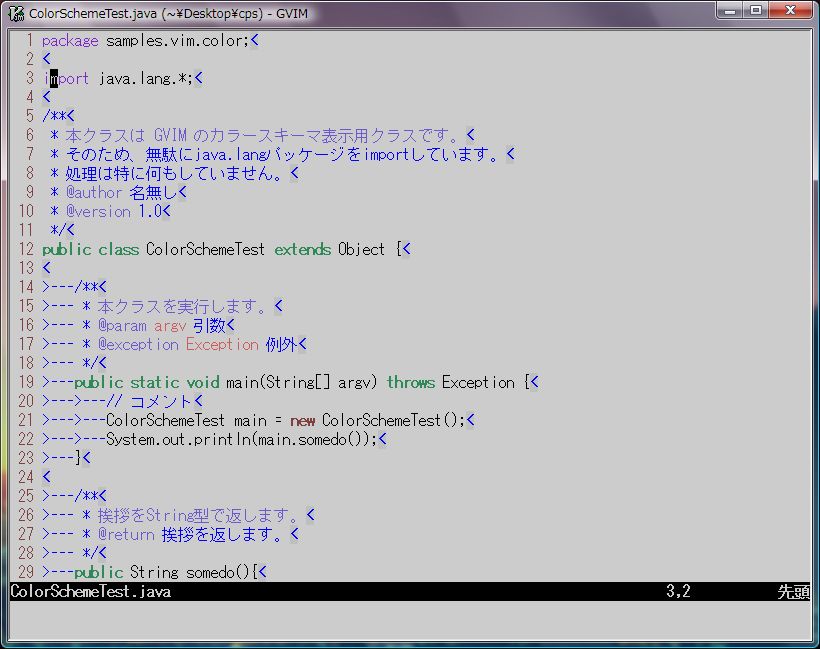 ColorSchemeTest.java (~¥Desktop¥cps) - GVIM
1 package samples.vim.color;<
2 <
3 import java.lang.*;<
4 <
5 /**<
6  * 本クラスは GVIM のカラースキーマ表示用クラスです。<
7  * そのため、無駄にjava.langパッケージをimportしています。<
8  * 処理は特に何もしていません。<
9  * @author 名無し<
10  * @version 1.0<
11  */<
12 public class ColorSchemeTest extends Object {<
13 <
14 >---/**<
15 >--- * 本クラスを実行します。<
16 >--- * @param argv 引数<
17 >--- * @exception Exception 例外<
18 >--- */<
19 >---public static void main(String[] argv) throws Exception {<
20 >--->---// コメント<
21 >--->---ColorSchemeTest main = new ColorSchemeTest();<
22 >--->---System.out.println(main.somedo());<
23 >---}<
24 <
25 >---/**<
26 >--- * 挨拶をString型で返します。<
27 >--- * @return 挨拶を返します。<
28 >--- */<
29 >---public String somedo(){<
ColorSchemeTest.java 3,2 先頭